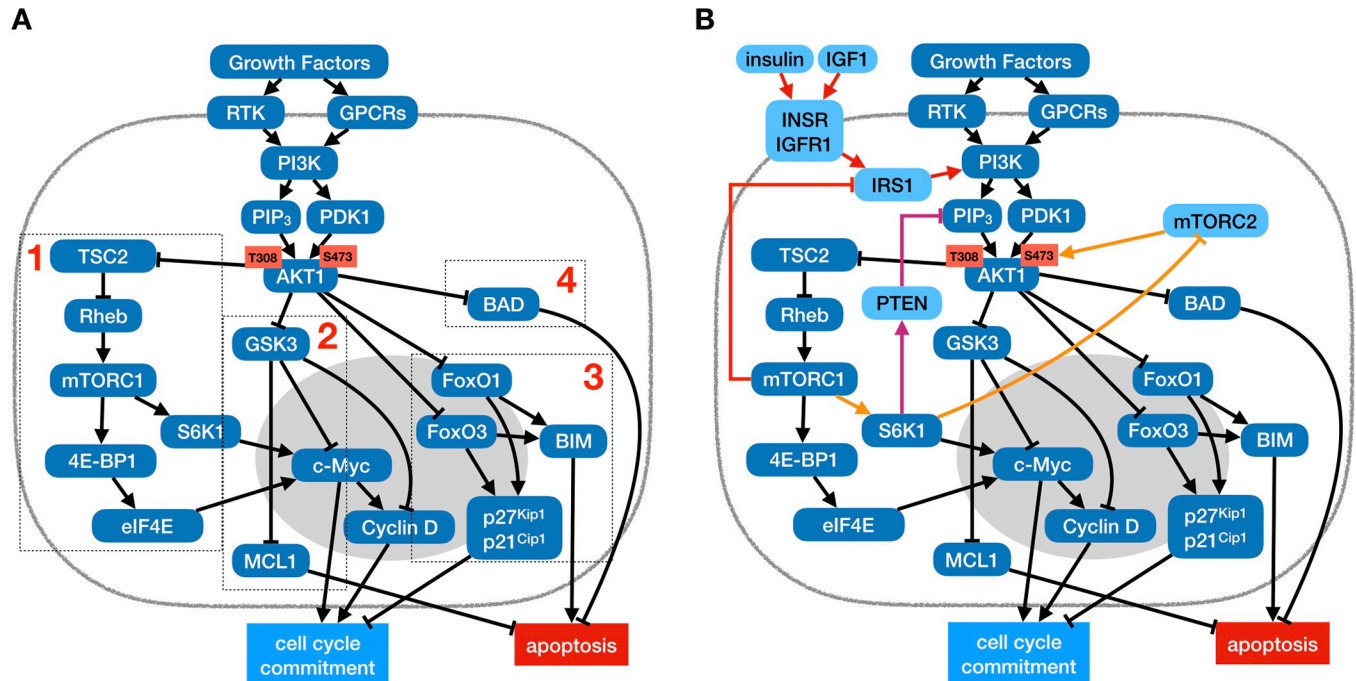 A
Growth Factors
RTK
GPCRs
PI3K
PIP₃
PDK1
1
TSC2
T308
S473
AKT1
4
BAD
Rheb
2
GSK3
3
mTORC1
FoxO1
S6K1
FoxO3
BIM
4E-BP1
c-Myc
eIF4E
Cyclin D
p27Kip1
p21Cip1
MCL1
cell cycle
commitment
apoptosis
B
insulin
IGF1
Growth Factors
RTK
GPCRs
INSR
IGFR1
PI3K
IRS1
PIP₃
PDK1
mTORC2
TSC2
T308
S473
AKT1
PTEN
BAD
Rheb
GSK3
mTORC1
FoxO1
S6K1
FoxO3
BIM
4E-BP1
c-Myc
eIF4E
Cyclin D
p27Kip1
p21Cip1
MCL1
cell cycle
commitment
apoptosis